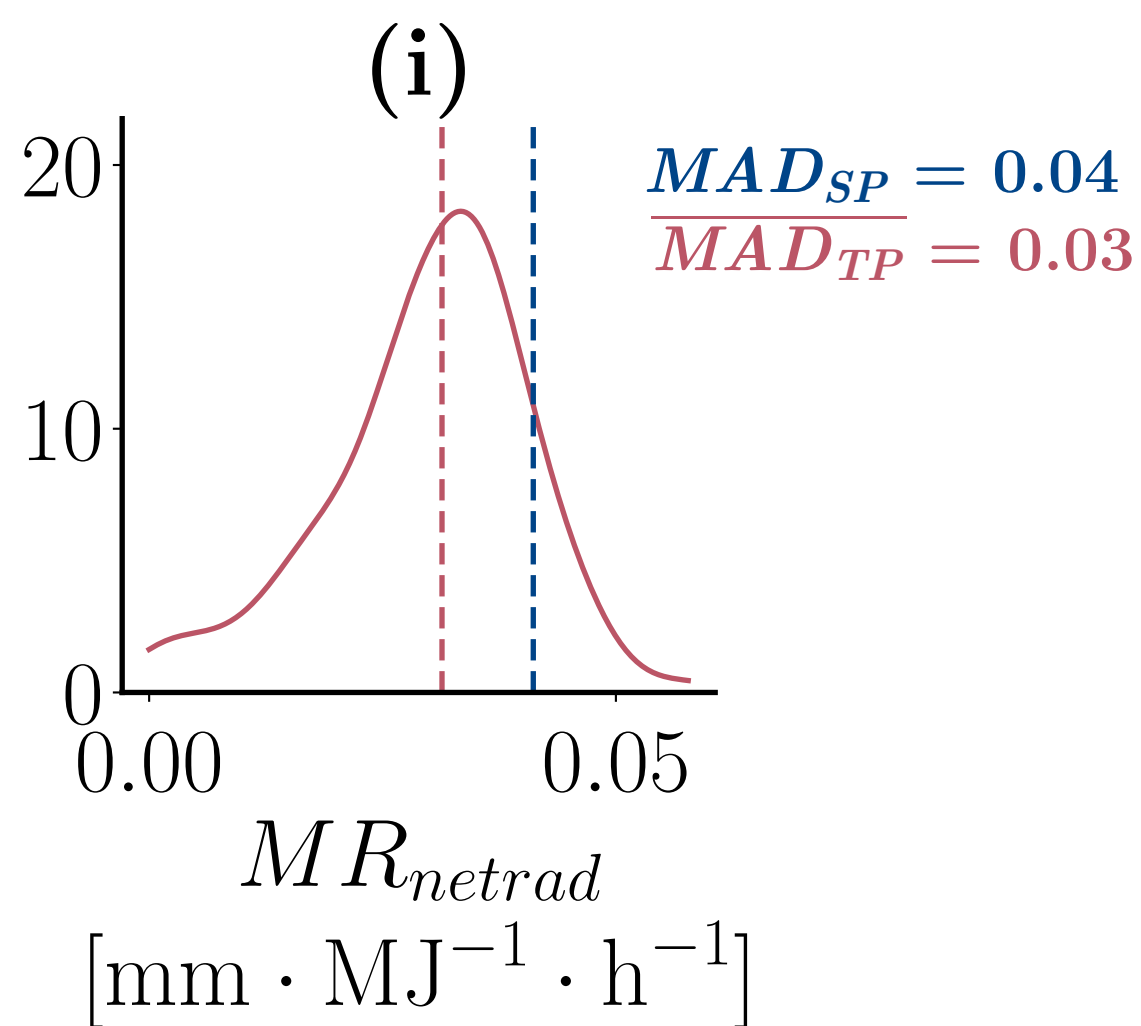 (i)
20
10
0
0.00 0.05
MAD_SP = 0.04
MAD_TP = 0.03
MR_netrad
[mm · MJ⁻¹ · h⁻¹]